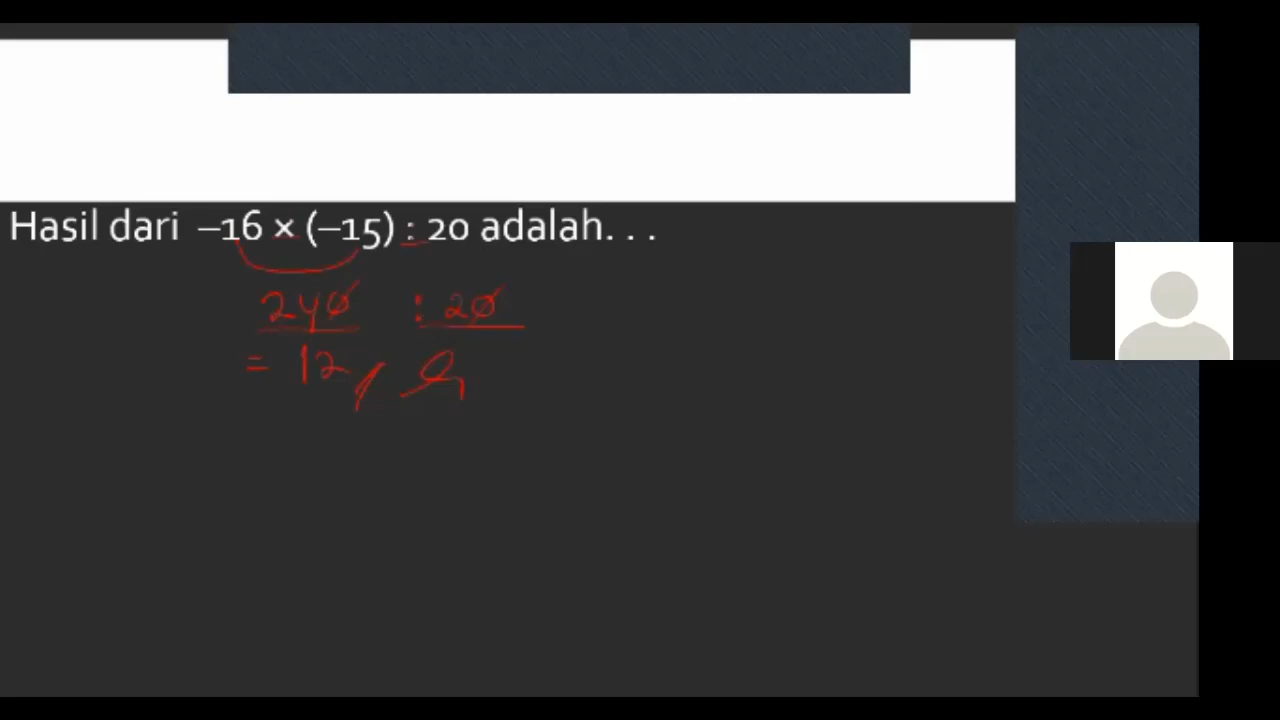 Hasil dari –16 × (–15) : 20 adalah. . .
240 : 20
= 12